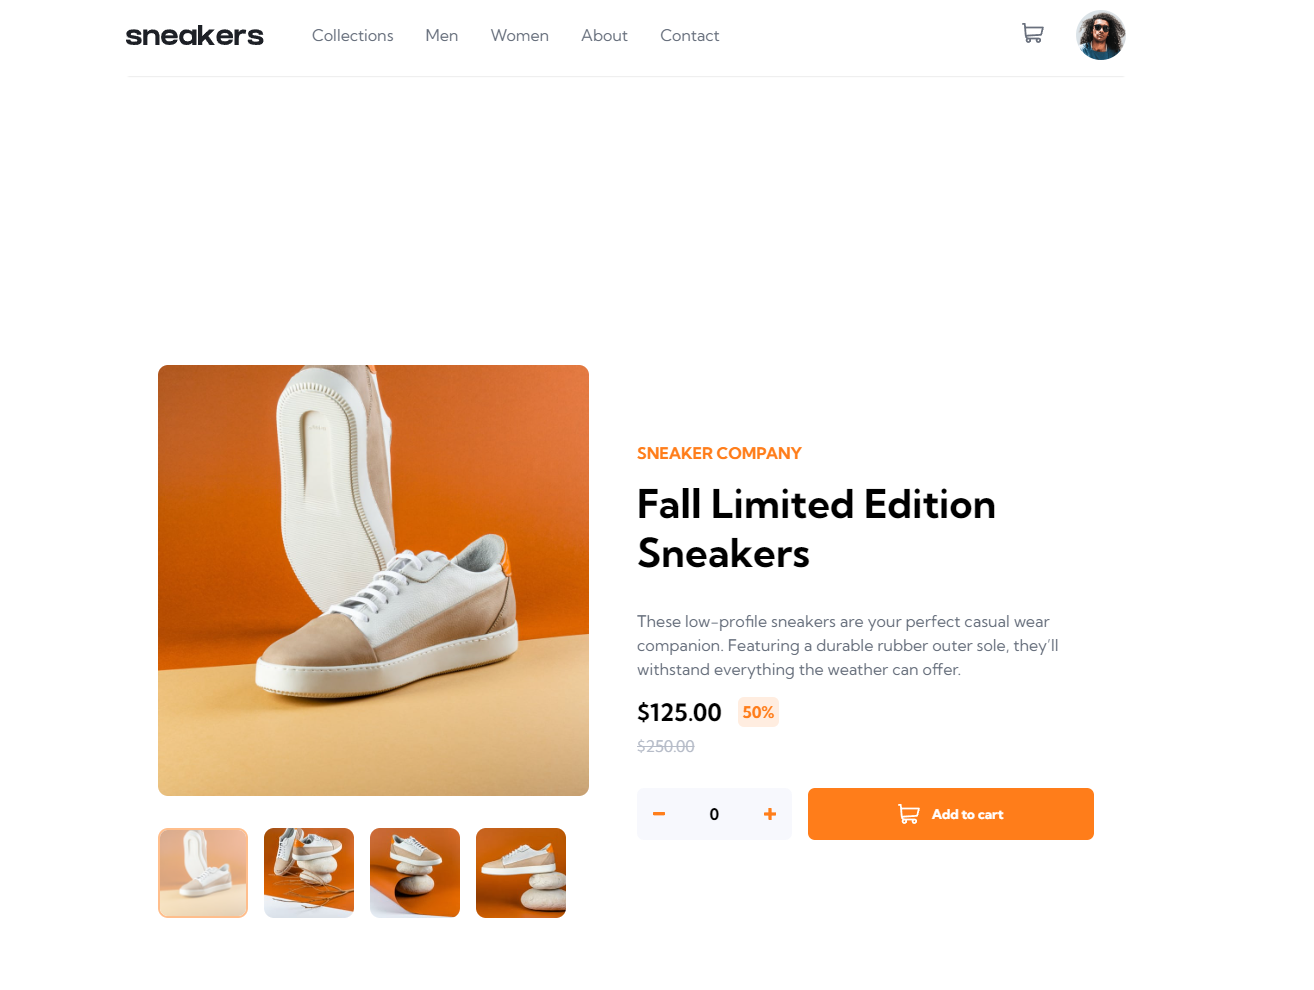 sneakers
Collections
Men
Women
About
Contact
SNEAKER COMPANY
Fall Limited Edition
Sneakers
These low-profile sneakers are your perfect casual wear
companion. Featuring a durable rubber outer sole, they’ll
withstand everything the weather can offer.
$125.00
50%
$250.00
0
Add to cart